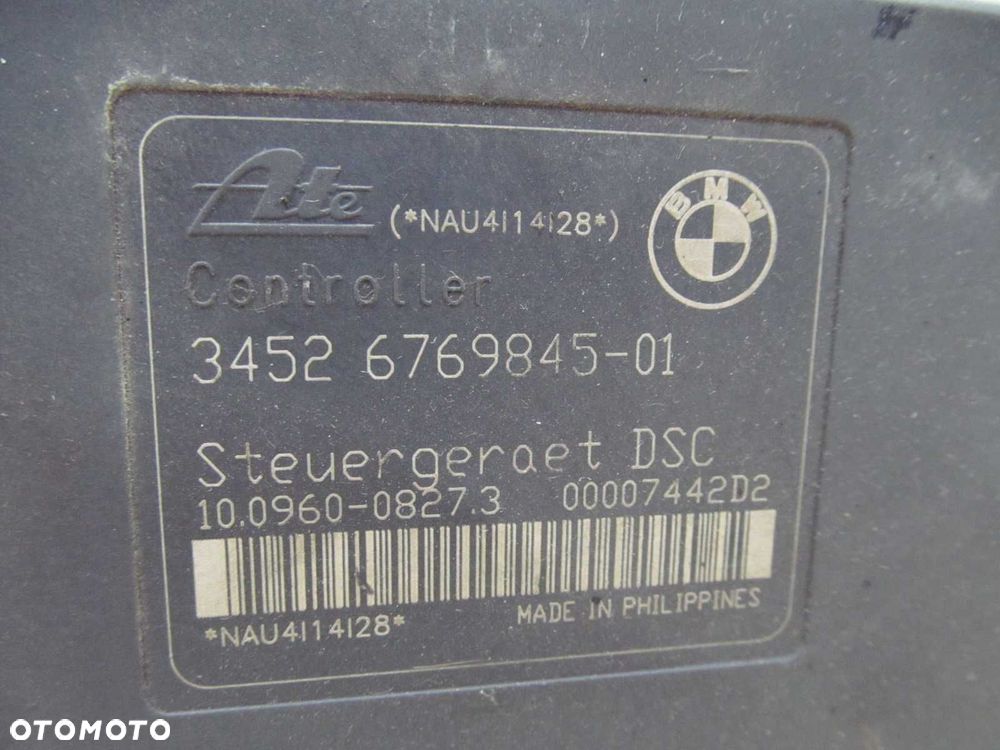 Ate (*NAU4I14I28*)
BMW
Controller
3452 6769845-01
Steuergeraet DSC
10.0960-0827.3 00007442D2
*NAU4I14I28*
MADE IN PHILIPPINES
OTOMOTO